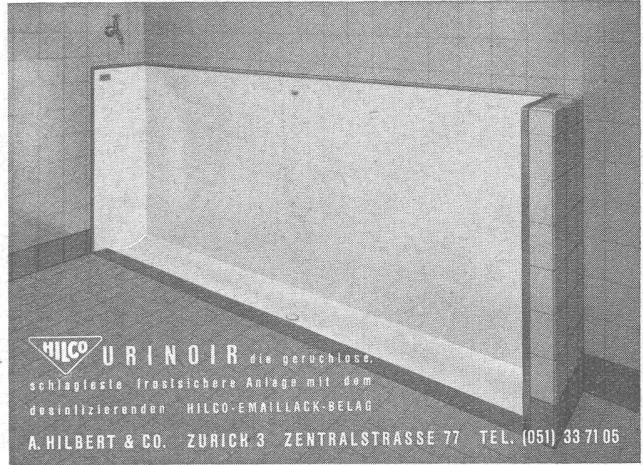 HILCO URINOIR die geruchlose,
schlagfeste frostsichere Anlage mit dem
desinfizierenden HILCO-EMAILLACK-BELAG
A. HILBERT & CO. ZURICH 3 ZENTRALSTRASSE 77 TEL. (051) 33 71 05